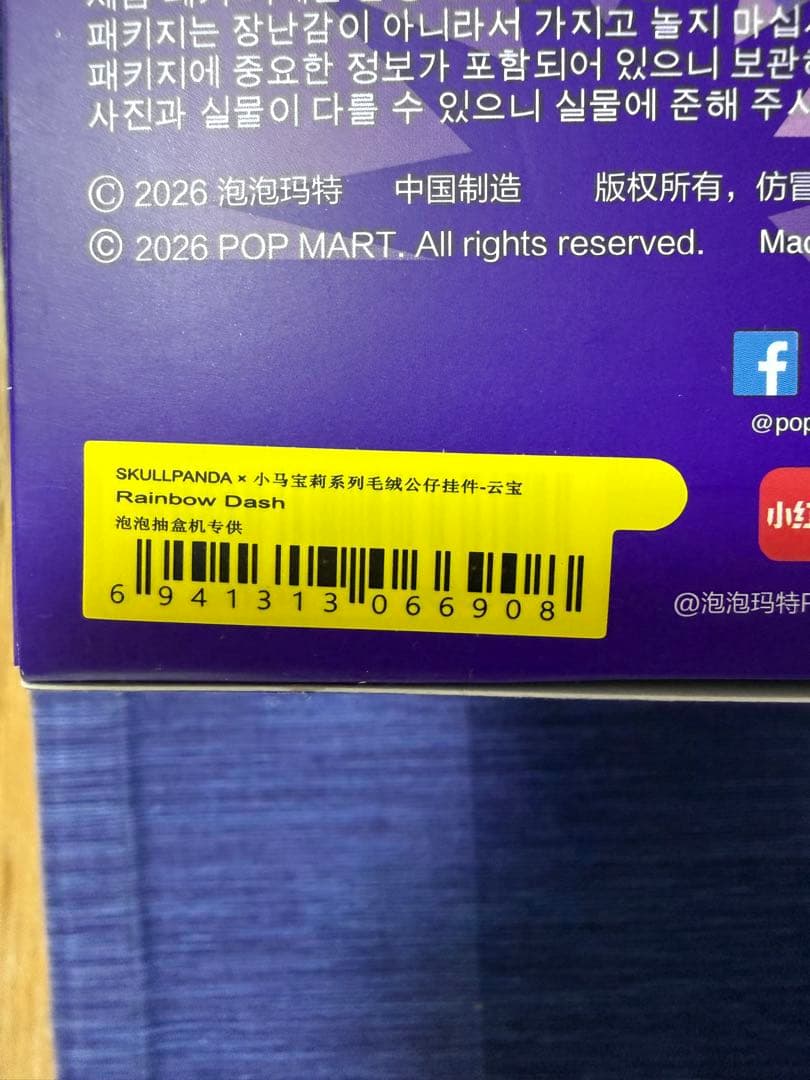 패키지는 장난감이 아니라서 가지고 놀지 마십
패키지에 중요한 정보가 포함되어 있으니 보관
사진과 실물이 다를 수 있으니 실물에 준해 주
© 2026 泡泡玛特 中国制造 版权所有，仿冒
© 2026 POP MART. All rights reserved. Mad
f
@pop
SKULLPANDA × 小马宝莉系列毛绒公仔挂件-云宝
Rainbow Dash
泡泡抽盒机专供
6 941313 066908
小红
@泡泡玛特P